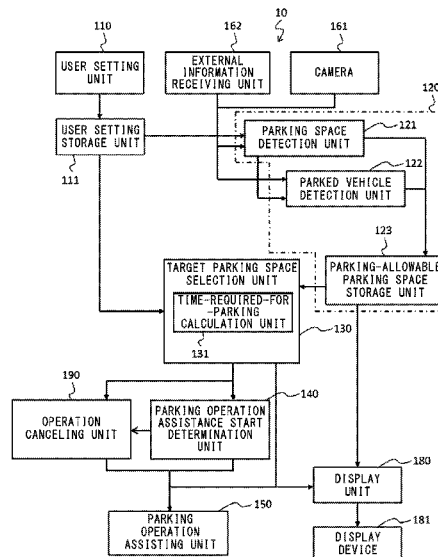 10
110
162
161
USER SETTING
UNIT
EXTERNAL
INFORMATION
RECEIVING UNIT
CAMERA
120
USER SETTING
STORAGE UNIT
111
PARKING SPACE
DETECTION UNIT
121
122
PARKED VEHICLE
DETECTION UNIT
123
TARGET PARKING SPACE
SELECTION UNIT
TIME-REQUIRED-FOR-
-PARKING CALCULATION
UNIT
131
130
PARKING-ALLOWABLE
PARKING SPACE
STORAGE UNIT
190
140
OPERATION
CANCELING UNIT
PARKING OPERATION
ASSISTANCE START
DETERMINATION
UNIT
180
DISPLAY
UNIT
150
PARKING
OPERATION
ASSISTING UNIT
181
DISPLAY
DEVICE